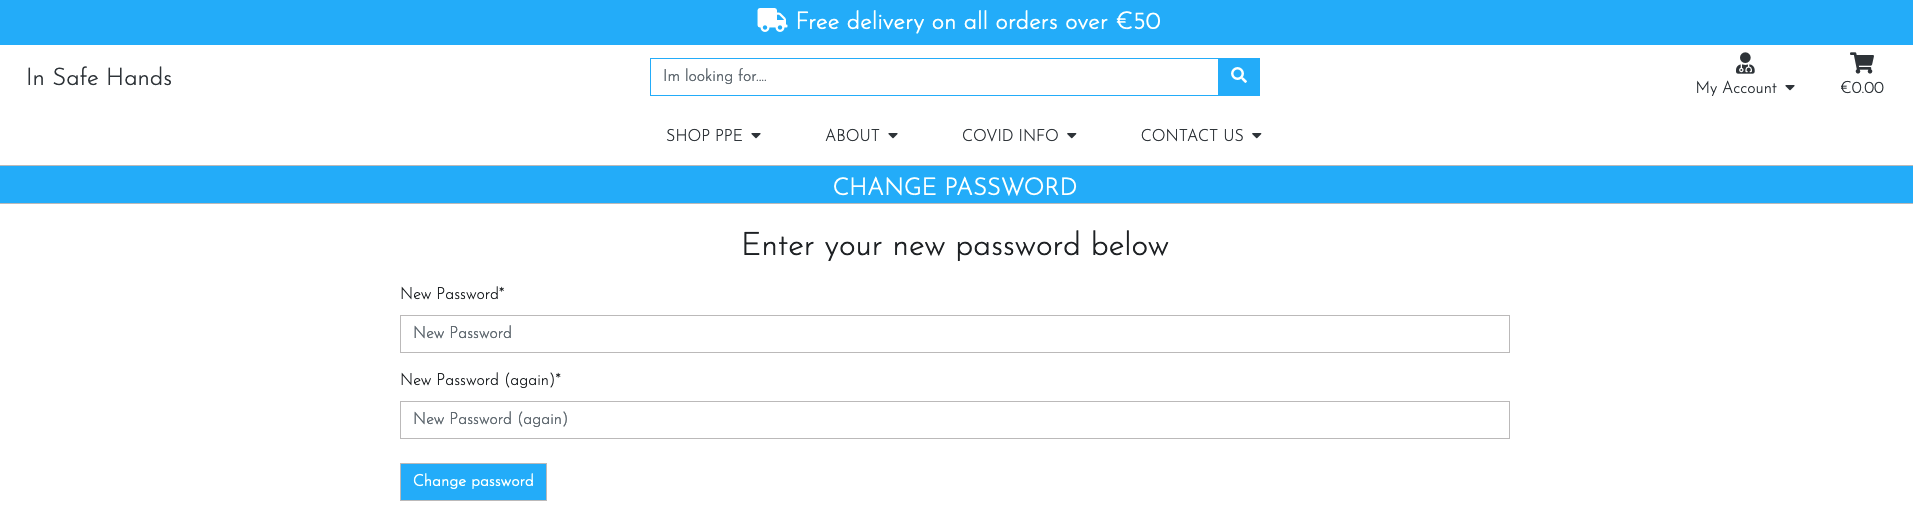 Free delivery on all orders over €50
In Safe Hands
Im looking for....
My Account
€0.00
SHOP PPE
ABOUT
COVID INFO
CONTACT US
CHANGE PASSWORD
Enter your new password below
New Password*
New Password
New Password (again)*
New Password (again)
Change password